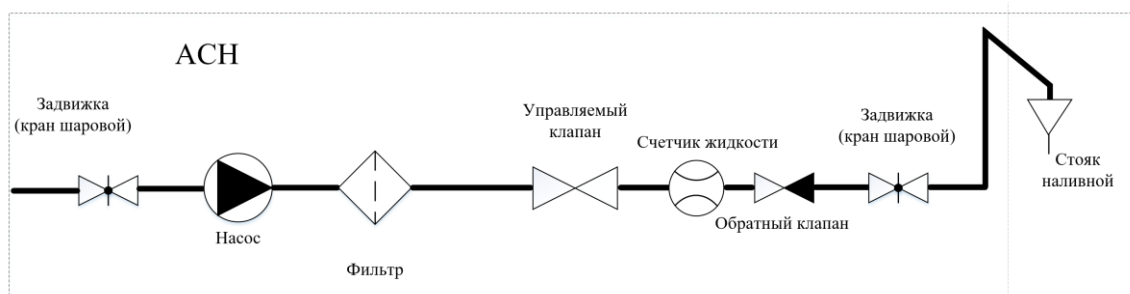 АСН
Задвижка
(кран шаровой)
Насос
Фильтр
Управляемый
клапан
Счетчик жидкости
Обратный клапан
Задвижка
(кран шаровой)
Стояк
наливной